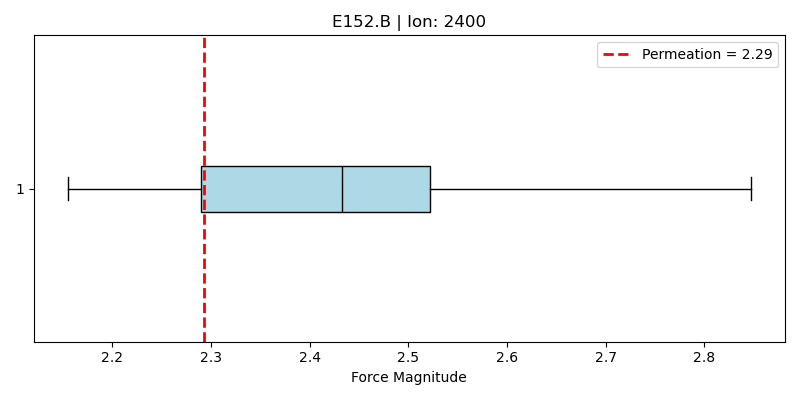 E152.B | Ion: 2400
Permeation = 2.29
1
2.2 2.3 2.4 2.5 2.6 2.7 2.8
Force Magnitude